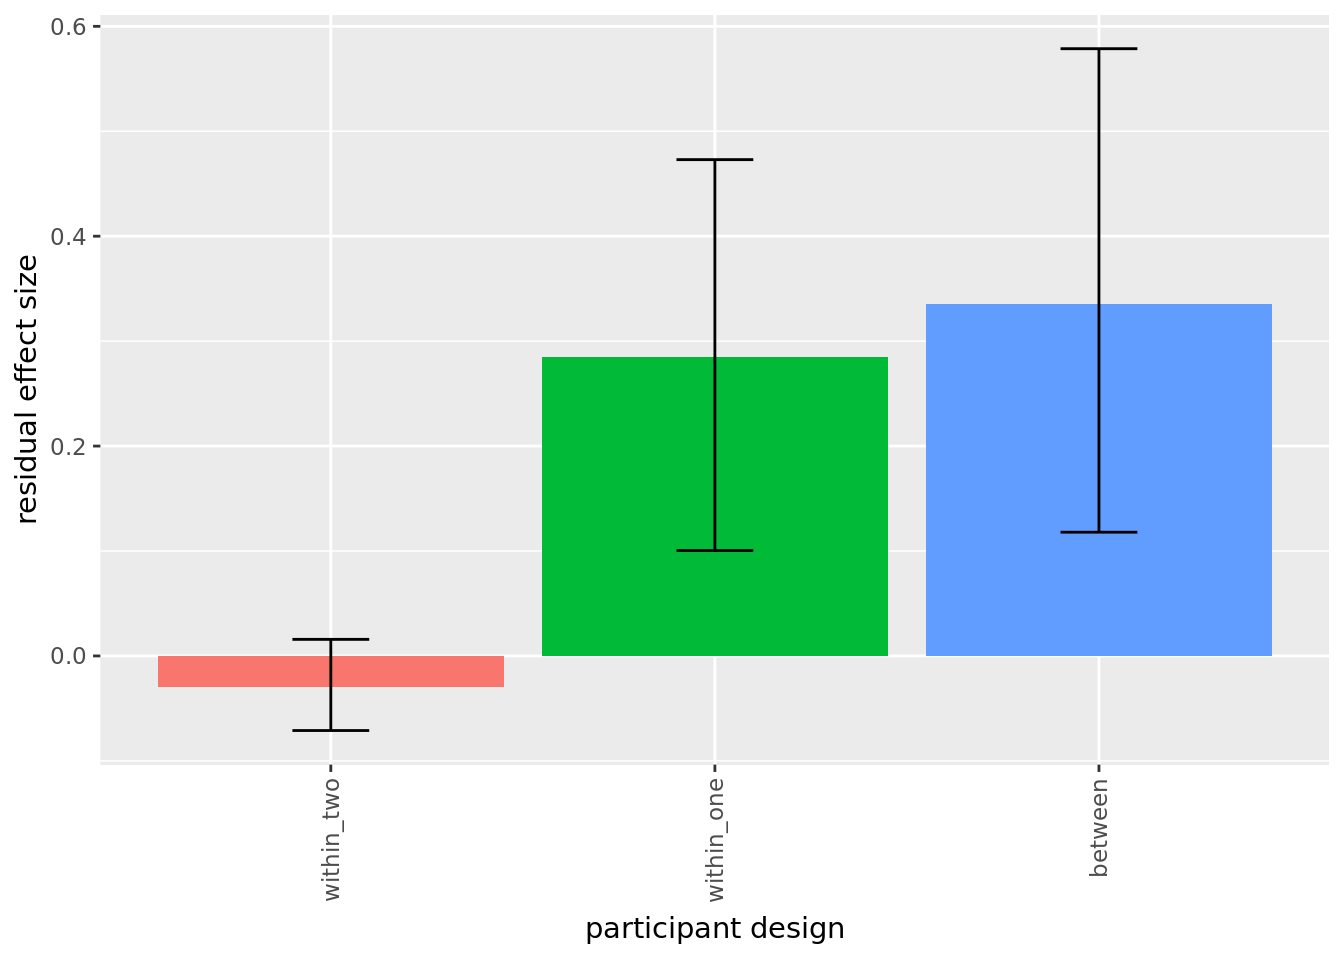 0.6
0.4
0.2
0.0
residual effect size
within_two
within_one
between
participant design